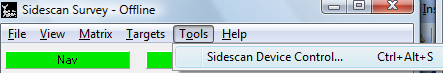 Sidescan Survey - Offline
File View Matrix Targets Tools Help
Nav
Sidescan Device Control... Ctrl+Alt+S